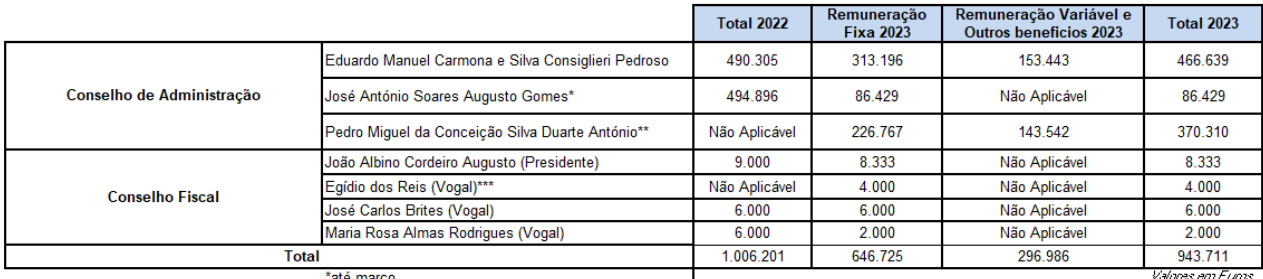 Total 2022 Remuneração Fixa 2023 Remuneração Variável e Outros beneficios 2023 Total 2023
Conselho de Administração Eduardo Manuel Carmona e Silva Consiglieri Pedroso 490.305 313.196 153.443 466.639
José António Soares Augusto Gomes* 494.896 86.429 Não Aplicável 86.429
Pedro Miguel da Conceição Silva Duarte António** Não Aplicável 226.767 143.542 370.310
Conselho Fiscal João Albino Cordeiro Augusto (Presidente) 9.000 8.333 Não Aplicável 8.333
Egídio dos Reis (Vogal)*** Não Aplicável 4.000 Não Aplicável 4.000
José Carlos Brites (Vogal) 6.000 6.000 Não Aplicável 6.000
Maria Rosa Almas Rodrigues (Vogal) 6.000 2.000 Não Aplicável 2.000
Total 1.006.201 646.725 296.986 943.711
*até março Valores em Euros